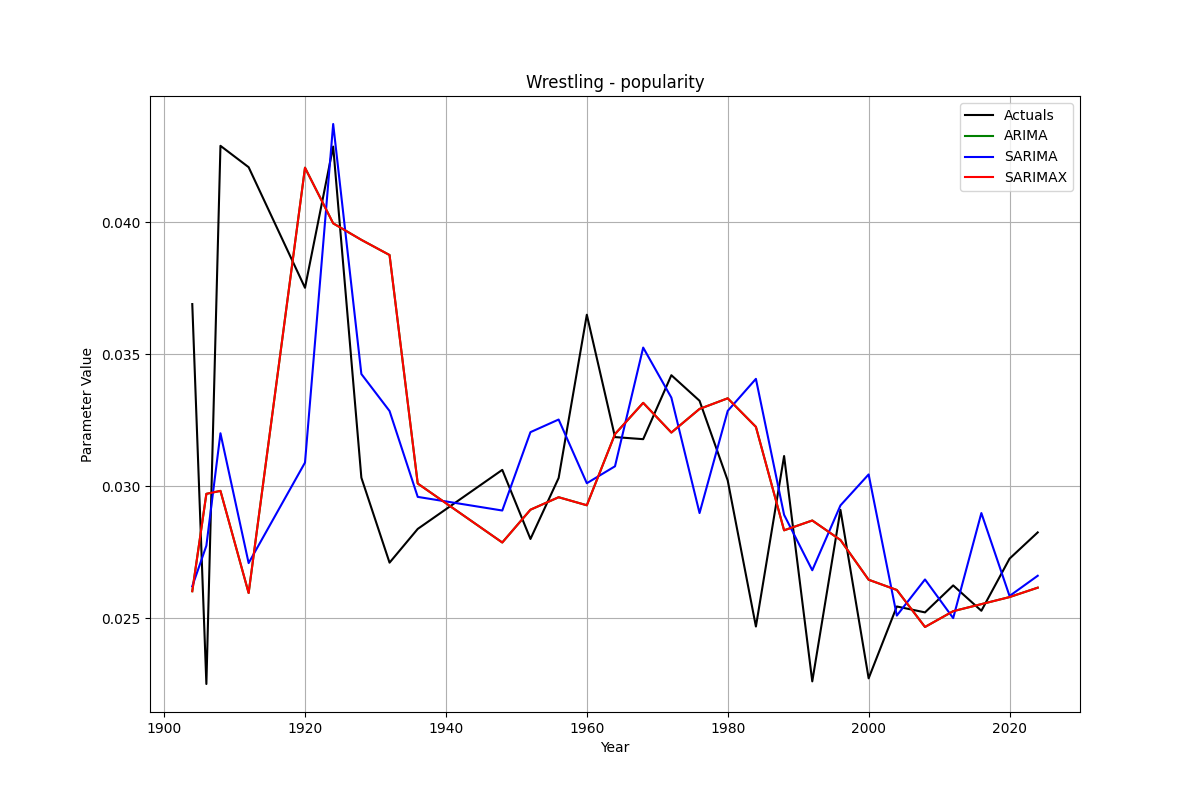 Wrestling - popularity
Actuals
ARIMA
SARIMA
SARIMAX
0.040
0.035
0.030
0.025
Parameter Value
1900 1920 1940 1960 1980 2000 2020
Year